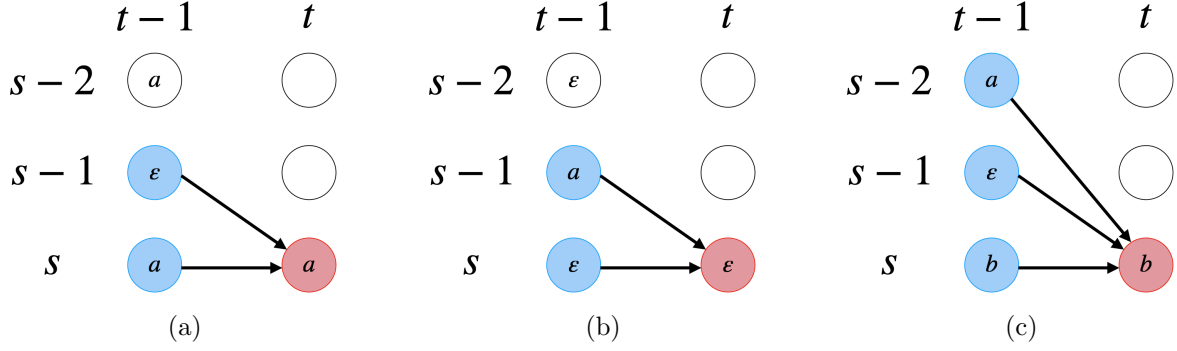 t − 1 t t − 1 t t − 1 t
s − 2 a s − 2 ε s − 2 a
s − 1 ε s − 1 a s − 1 ε
s a a s ε ε s b b
(a) (b) (c)